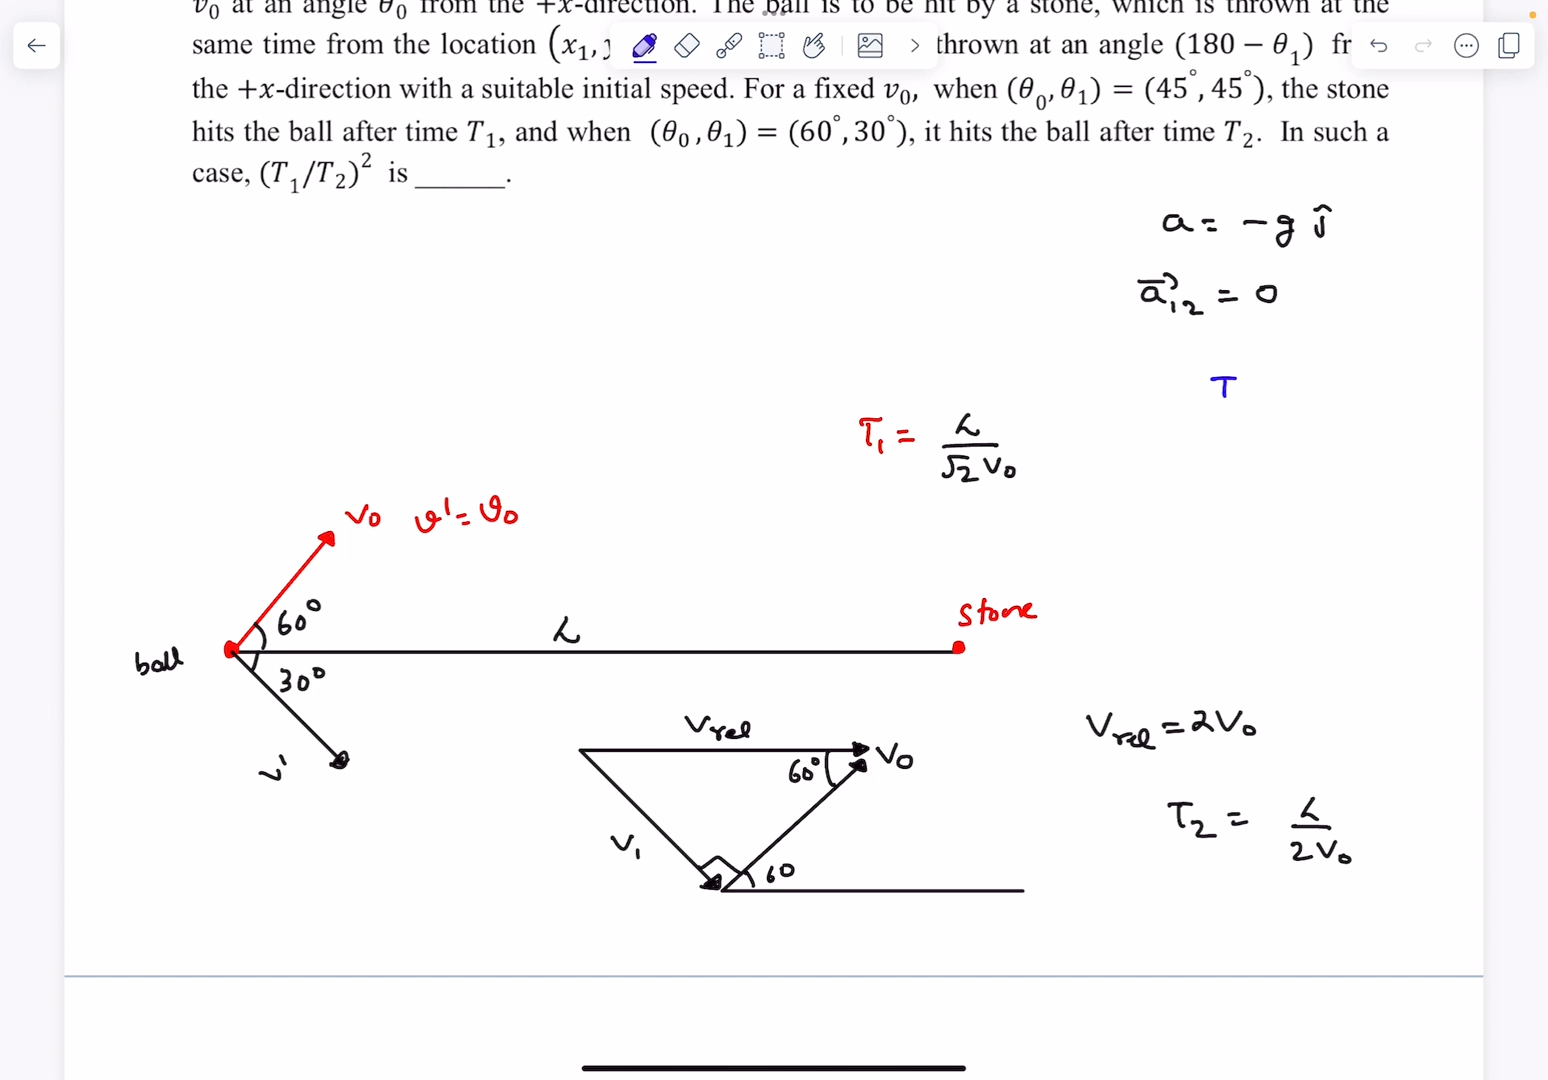 v₀ at an angle θ₀ from the +x-direction. The ball is to be hit by a stone, which is thrown at the
same time from the location (x₁, thrown at an angle (180 − θ₁) fr
the +x-direction with a suitable initial speed. For a fixed v₀, when (θ₀, θ₁) = (45°, 45°), the stone
hits the ball after time T₁, and when (θ₀, θ₁) = (60°, 30°), it hits the ball after time T₂. In such a
case, (T₁/T₂)² is ______.
a = −g ĵ
a⃗₁₂ = 0
T
T₁ = L/√2 V₀
V₀ v' = v₀
60°
stone
L
ball
30°
V'
Vrel
Vrel = 2V₀
60° V₀
T₂ = L/2V₀
V₁
60